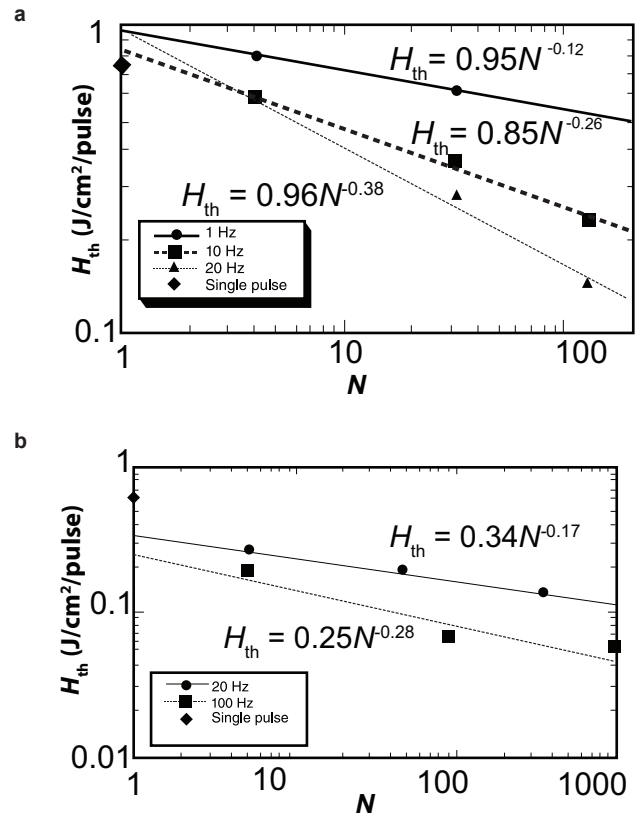 a
1
H_th = 0.95N^-0.12
H_th = 0.85N^-0.26
H_th = 0.96N^-0.38
H_th (J/cm²/pulse)
1 Hz
10 Hz
20 Hz
Single pulse
0.1
1 10 100
N
b
1
H_th = 0.34N^-0.17
0.1
H_th (J/cm²/pulse)
H_th = 0.25N^-0.28
20 Hz
100 Hz
Single pulse
0.01
1 10 100 1000
N